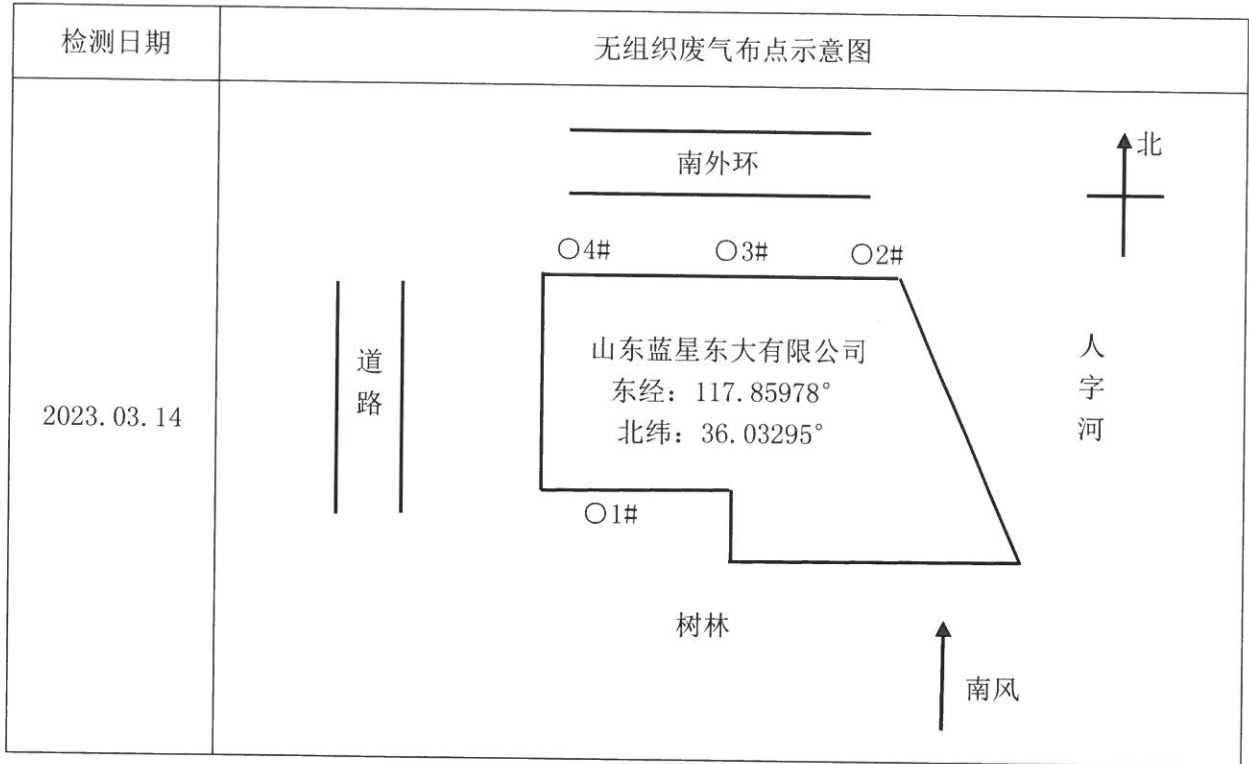 检测日期
无组织废气布点示意图
2023.03.14
南外环
北
○4#
○3#
○2#
道路
山东蓝星东大有限公司
东经：117.85978°
北纬：36.03295°
人字河
○1#
树林
南风